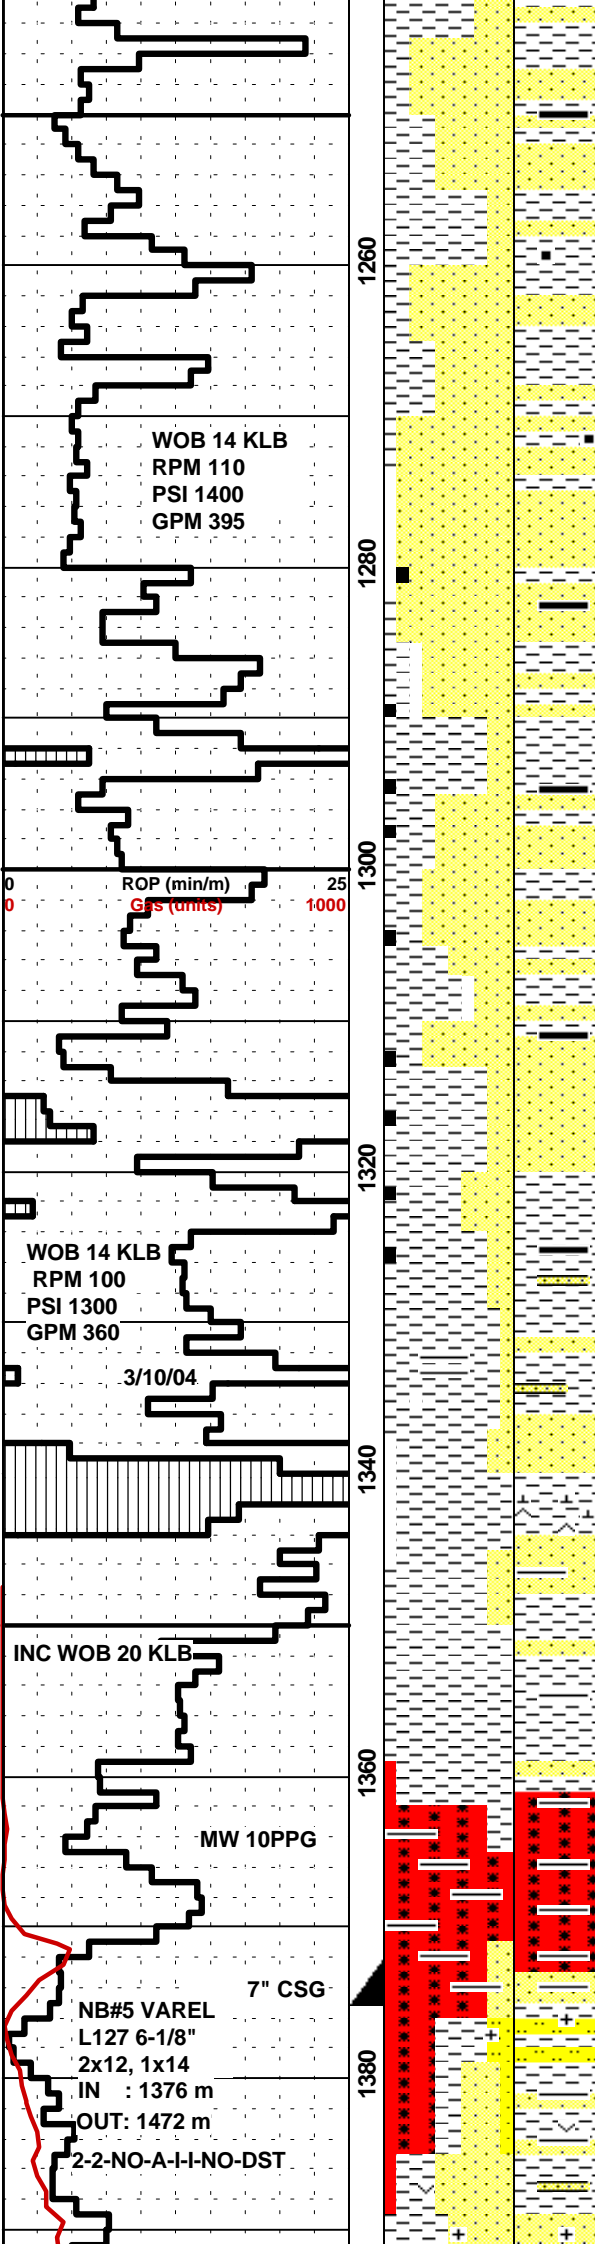 1260
WOB 14 KLB
RPM 110
PSI 1400
GPM 395
1280
1300
0 ROP (min/m) 25
0 Gas (units) 1000
1320
WOB 14 KLB
RPM 100
PSI 1300
GPM 360
3/10/04
1340
INC WOB 20 KLB
1360
MW 10PPG
7" CSG
NB#5 VAREL
L127 6-1/8"
2x12, 1x14
IN : 1376 m
1380
OUT: 1472 m
2-2-NO-A-I-I-NO-DST